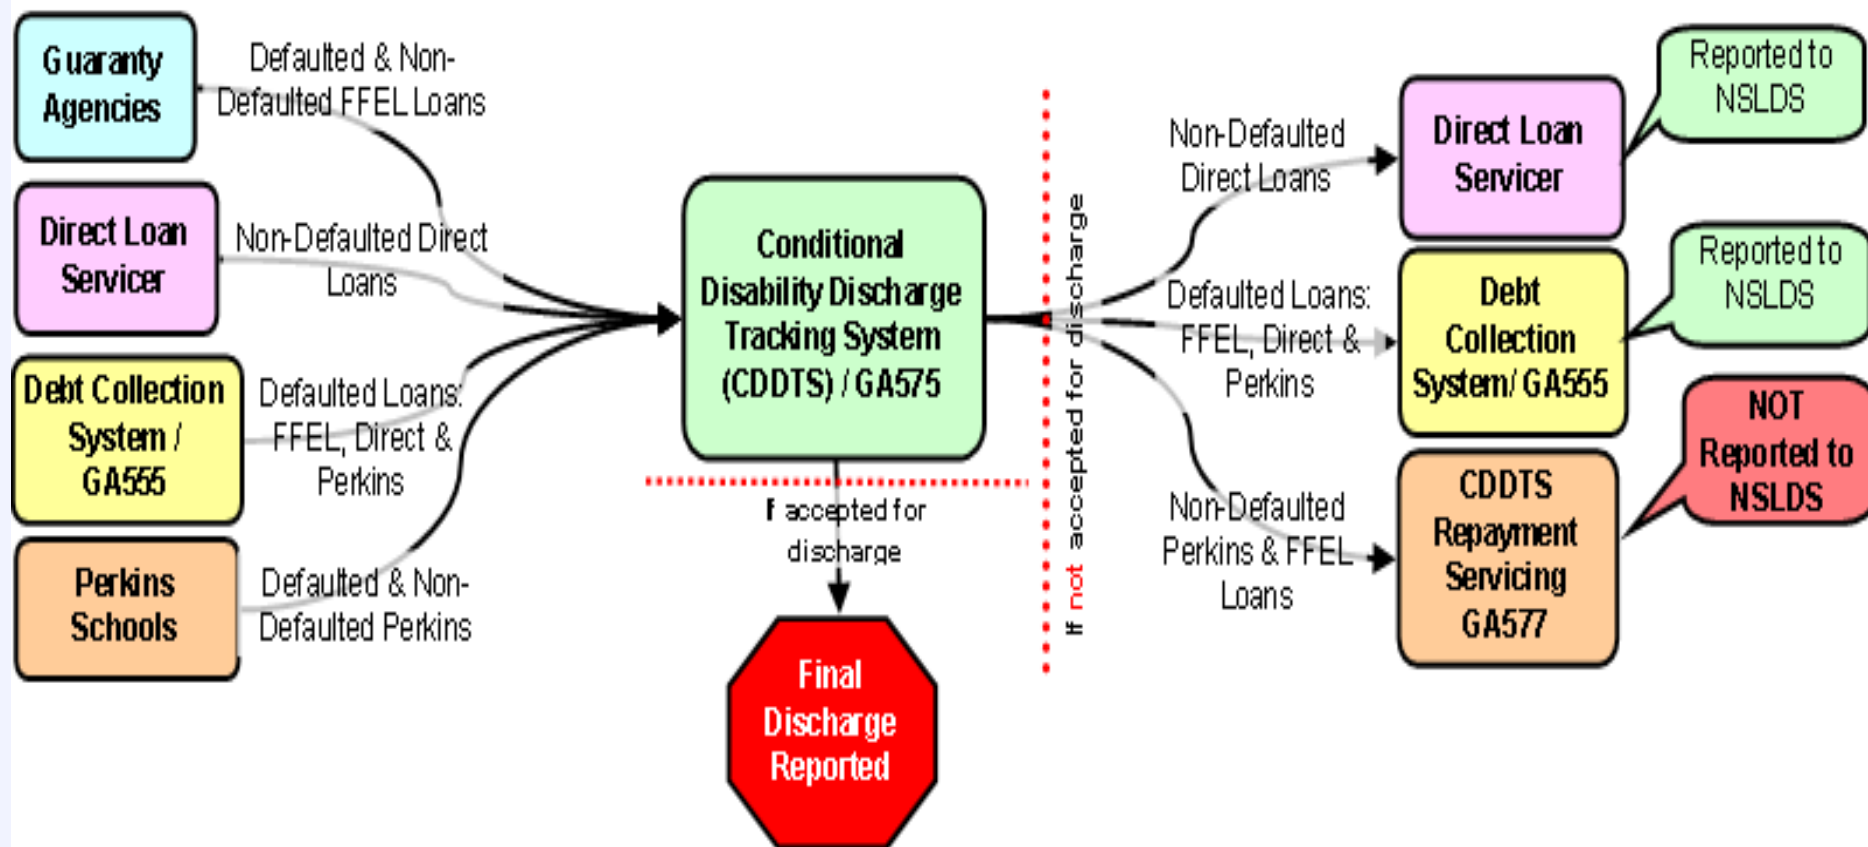 Guaranty
Agencies
Defaulted & Non-
Defaulted FFEL Loans
Direct Loan
Servicer
Non-Defaulted Direct
Loans
Debt Collection
System /
GA555
Defaulted Loans:
FFEL, Direct &
Perkins
Perkins
Schools
Defaulted & Non-
Defaulted Perkins
Conditional
Disability Discharge
Tracking System
(CDDTS) / GA575
If accepted for
discharge
Final
Discharge
Reported
If not accepted for discharge
Non-Defaulted
Direct Loans
Direct Loan
Servicer
Reported to
NSLDS
Defaulted Loans:
FFEL, Direct &
Perkins
Debt
Collection
System/ GA555
Reported to
NSLDS
Non-Defaulted
Perkins & FFEL
Loans
CDDTS
Repayment
Servicing
GA577
NOT
Reported to
NSLDS